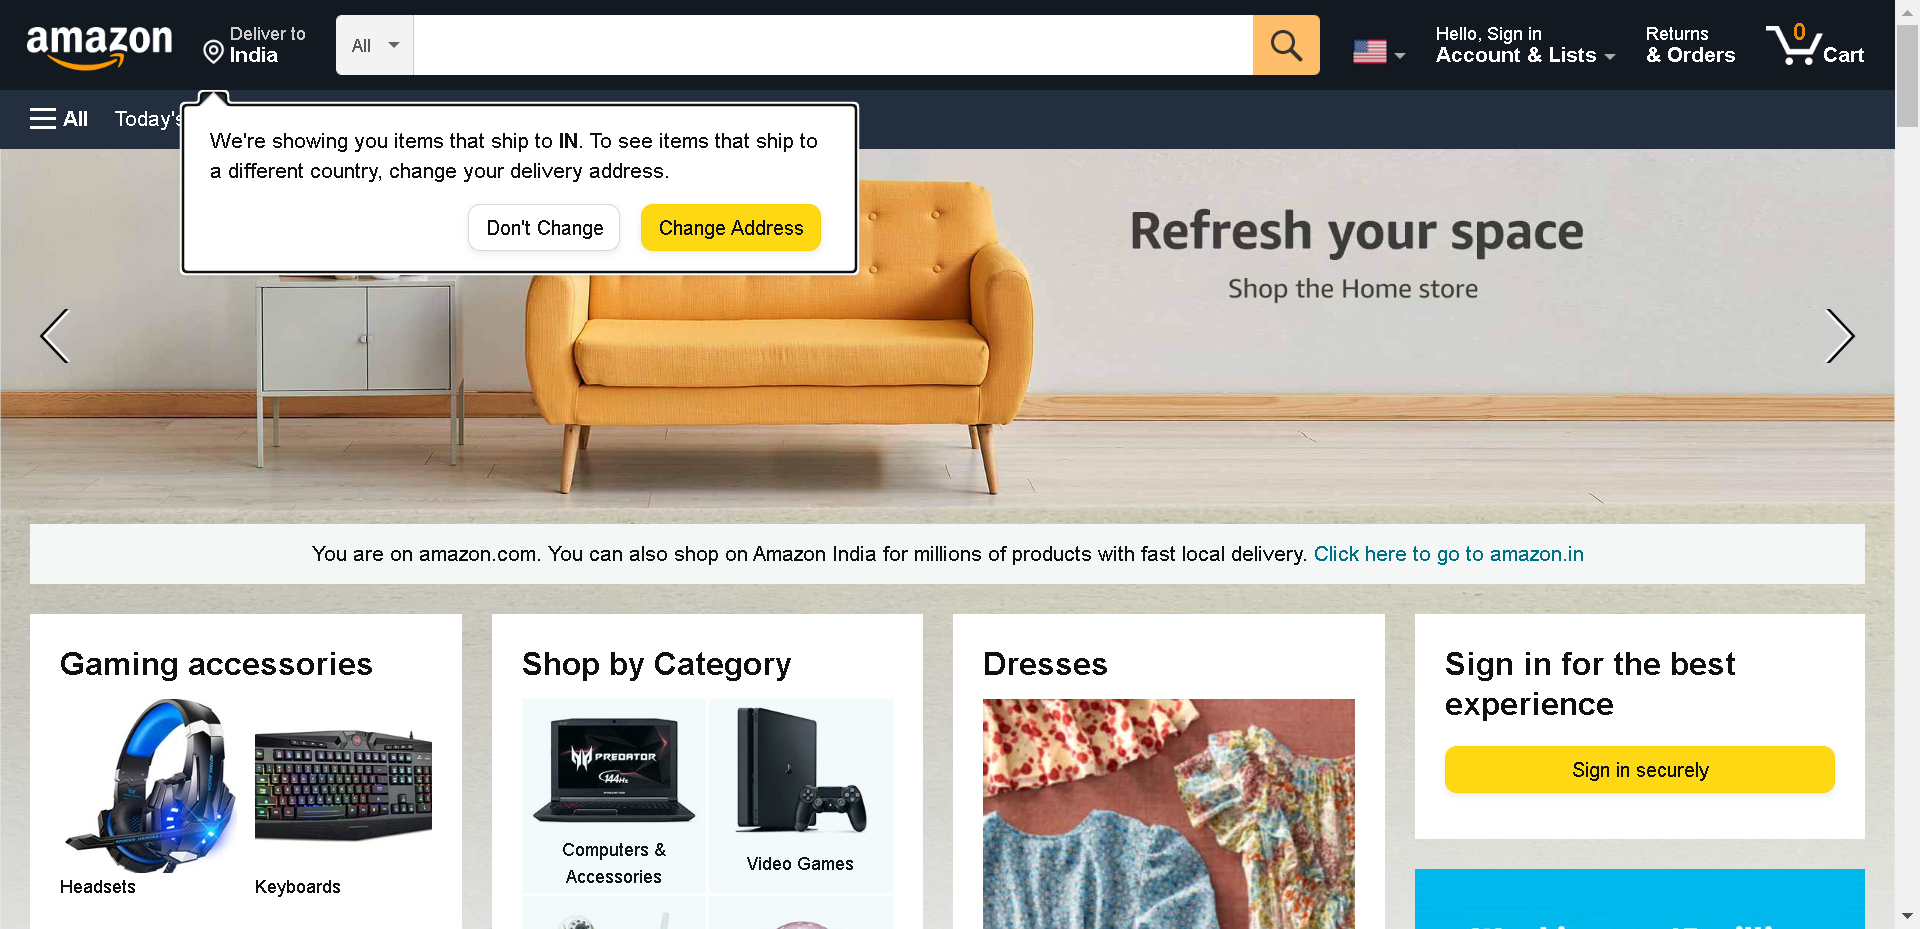 amazon
Deliver to
India
All
Hello, Sign in
Account & Lists
Returns
& Orders
0
Cart
All
Today's
We're showing you items that ship to IN. To see items that ship to
a different country, change your delivery address.
Don't Change
Change Address
Refresh your space
Shop the Home store
You are on amazon.com. You can also shop on Amazon India for millions of products with fast local delivery. Click here to go to amazon.in
Gaming accessories
Headsets
Keyboards
Shop by Category
PREDATOR
144Hz
Computers &
Accessories
Video Games
Dresses
Sign in for the best
experience
Sign in securely